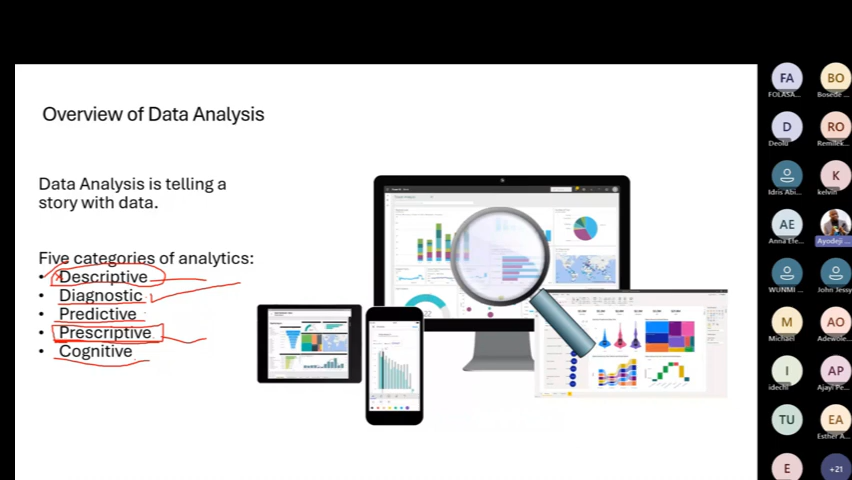 Overview of Data Analysis
Data Analysis is telling a
story with data.
Five categories of analytics:
• Descriptive
• Diagnostic
• Predictive
• Prescriptive
• Cognitive
FA
BO
FOLASA...
Bosede
D
RO
Deolu
Remilek...
K
Idris Abi...
kelvin
AE
Anna Efe...
Ayodeji
WUNMI
John Jessy
M
AO
Michael
Adewole
I
AP
idechi
Ajayi Pe...
TU
EA
Esther A...
E
+21